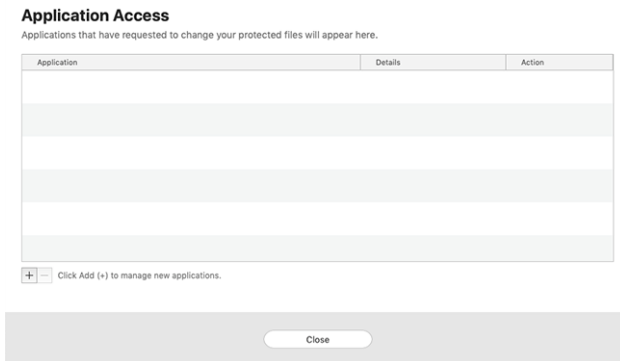 Application Access
Applications that have requested to change your protected files will appear here.
Application Details Action
+ − Click Add (+) to manage new applications.
Close